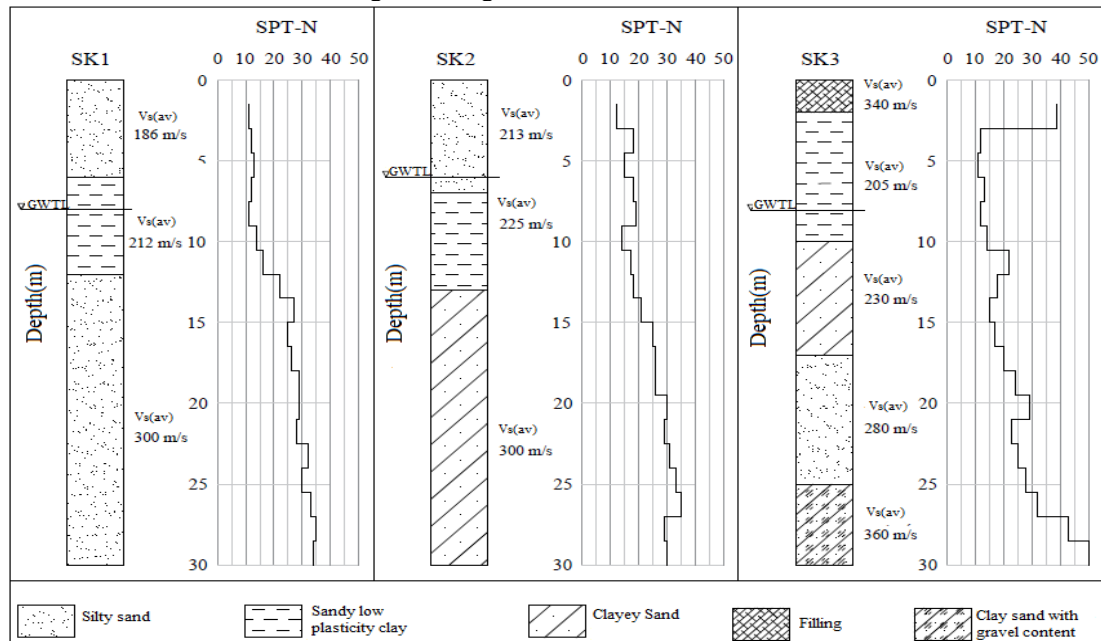 SPT-N
SPT-N
SPT-N
SK1
0 10 20 30 40 50
SK2
0 10 20 30 40 50
SK3
0 10 20 30 40 50
0
5
10
15
20
25
30
Depth(m)
GWTL
Vs(av)
186 m/s
Vs(av)
212 m/s
Vs(av)
300 m/s
0
5
10
15
20
25
30
Depth(m)
GWTL
Vs(av)
213 m/s
Vs(av)
225 m/s
Vs(av)
300 m/s
0
5
10
15
20
25
30
Depth(m)
GWTL
Vs(av)
340 m/s
Vs(av)
205 m/s
Vs(av)
230 m/s
Vs(av)
280 m/s
Vs(av)
360 m/s
Silty sand
Sandy low
plasticity clay
Clayey Sand
Filling
Clay sand with
gravel content